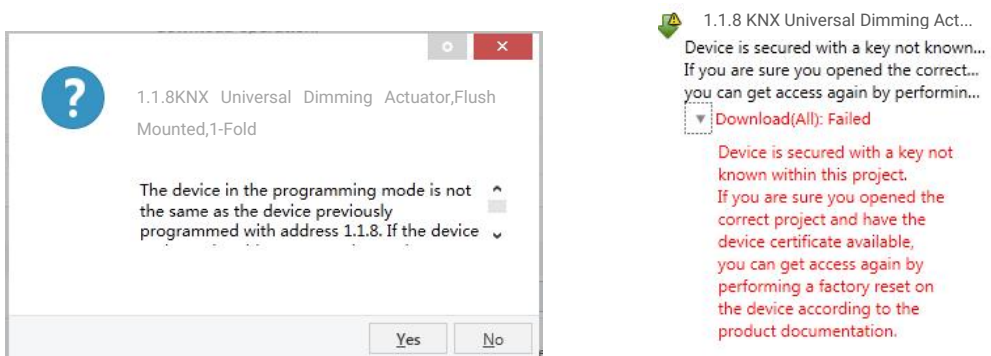 1.1.8KNX Universal Dimming Actuator,Flush
Mounted,1-Fold
The device in the programming mode is not
the same as the device previously
programmed with address 1.1.8. If the device
Yes
No
1.1.8 KNX Universal Dimming Act...
Device is secured with a key not known...
If you are sure you opened the correct...
you can get access again by performin...
Download(All): Failed
Device is secured with a key not
known within this project.
If you are sure you opened the
correct project and have the
device certificate available,
you can get access again by
performing a factory reset on
the device according to the
product documentation.